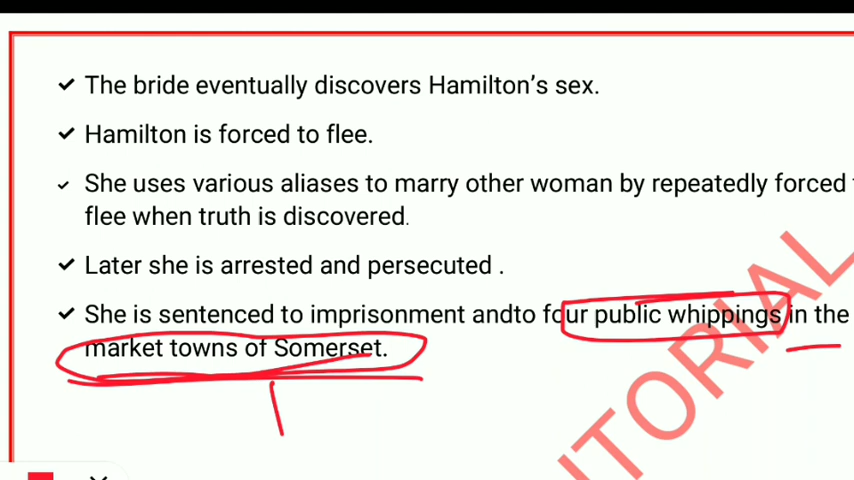 The bride eventually discovers Hamilton's sex.
Hamilton is forced to flee.
She uses various aliases to marry other woman by repeatedly forced
flee when truth is discovered.
Later she is arrested and persecuted .
She is sentenced to imprisonment andto four public whippings in the
market towns of Somerset.